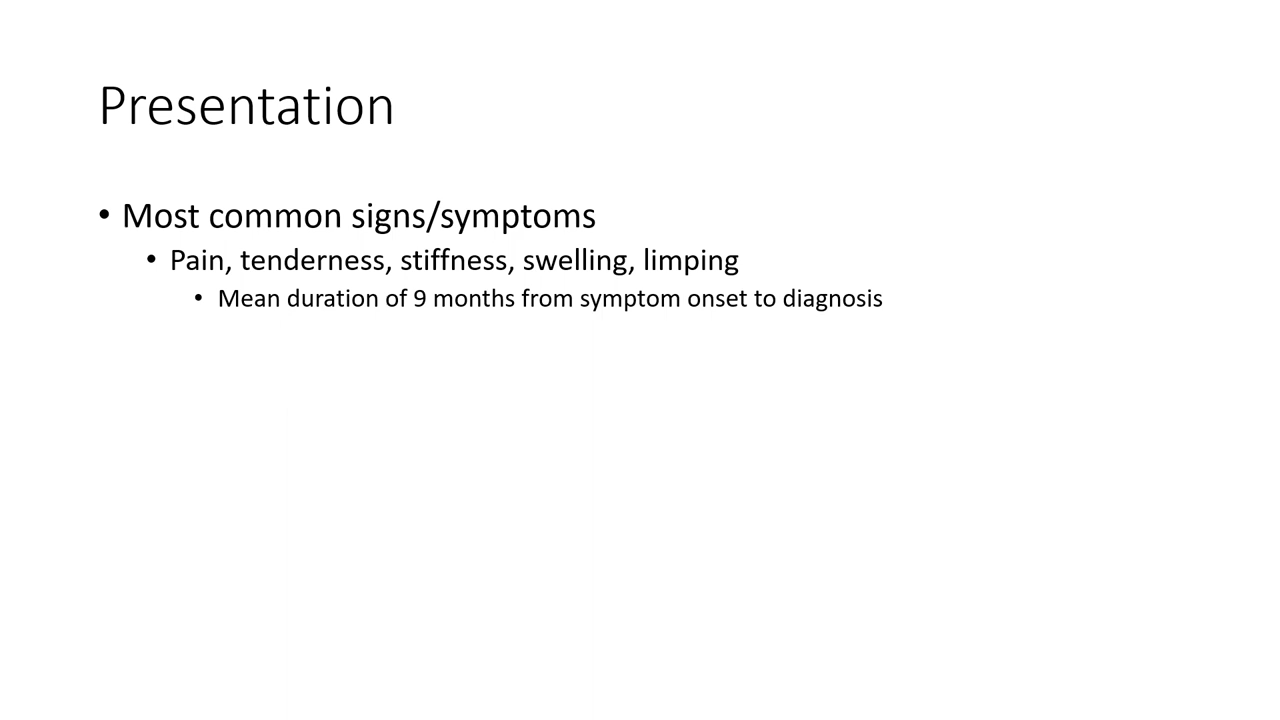 Presentation
• Most common signs/symptoms
• Pain, tenderness, stiffness, swelling, limping
• Mean duration of 9 months from symptom onset to diagnosis